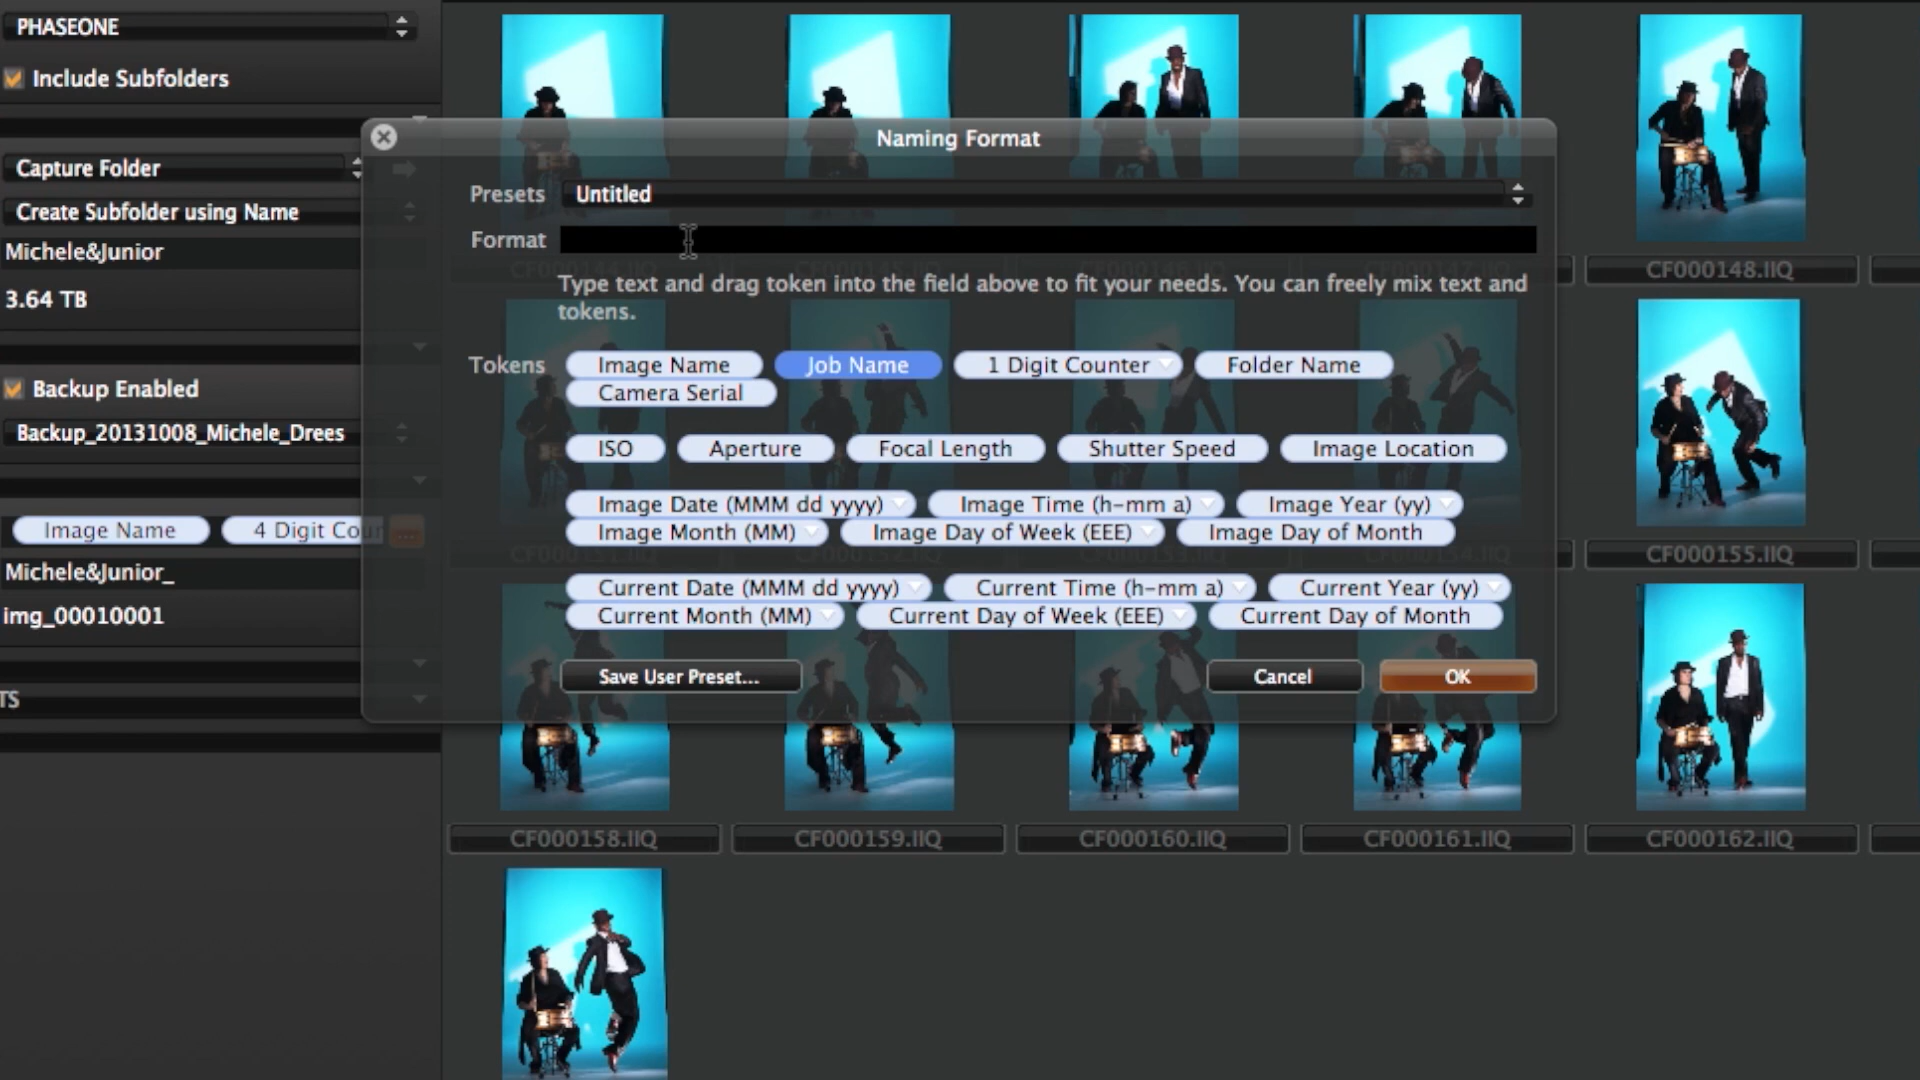 PHASEONE
Include Subfolders
Capture Folder
Create Subfolder using Name
Michele&Junior
3.64 TB
Backup Enabled
Backup_20131008_Michele_Drees
Image Name 4 Digit Coun
Michele&Junior_
img_00010001
TS
Naming Format
Presets Untitled
Format
Type text and drag token into the field above to fit your needs. You can freely mix text and
tokens.
Tokens Image Name Job Name 1 Digit Counter Folder Name
Camera Serial
ISO Aperture Focal Length Shutter Speed Image Location
Image Date (MMM dd yyyy) Image Time (h-mm a) Image Year (yy)
Image Month (MM) Image Day of Week (EEE) Image Day of Month
Current Date (MMM dd yyyy) Current Time (h-mm a) Current Year (yy)
Current Month (MM) Current Day of Week (EEE) Current Day of Month
Save User Preset... Cancel OK
CF000148.IIQ
CF000155.IIQ
CF000158.IIQ CF000159.IIQ CF000160.IIQ CF000161.IIQ CF000162.IIQ